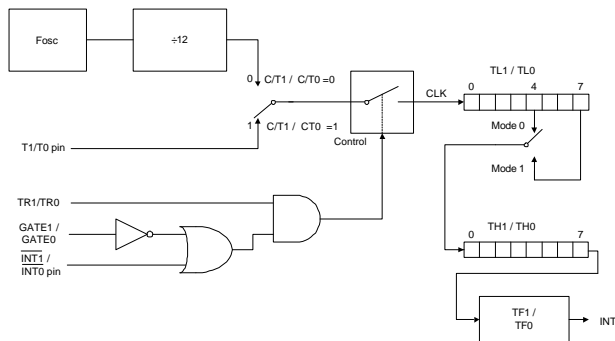 Fosc
÷12
0
C/T1 / C/T0 =0
1
C/T1 / CT0 =1
T1/T0 pin
Control
CLK
TL1 / TL0
0 4 7
Mode 0
Mode 1
TR1/TR0
GATE1 /
GATE0
INT1 /
INT0 pin
TH1 / TH0
0 7
TF1 /
TF0
INT